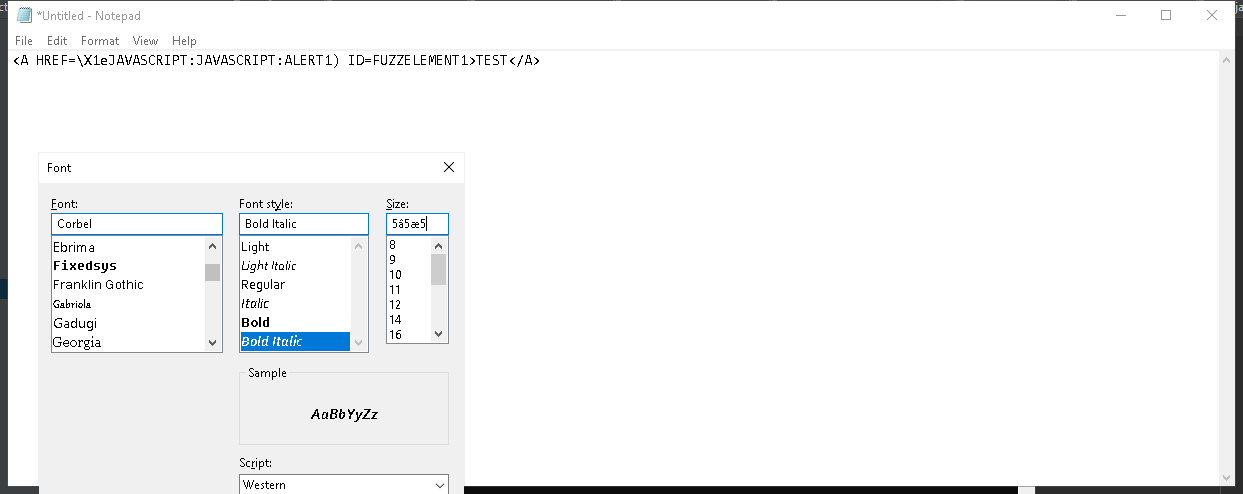 *Untitled - Notepad
File Edit Format View Help
<A HREF=\X1eJAVASCRIPT:JAVASCRIPT:ALERT1) ID=FUZZELEMENT1>TEST</A>
Font
Font: Font style: Size:
Corbel Bold Italic 5â5æ5
Ebrima Light 8
Fixedsys Light Italic 9
Franklin Gothic Regular 10
Gabriola Italic 11
Gadugi Bold 12
Georgia Bold Italic 14
16
Sample
AaBbYyZz
Script:
Western